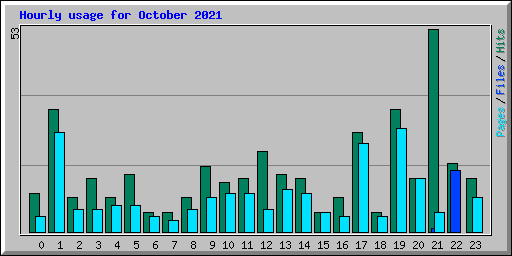 Hourly usage for October 2021
53
Pages/Files/Hits
0 1 2 3 4 5 6 7 8 9 10 11 12 13 14 15 16 17 18 19 20 21 22 23